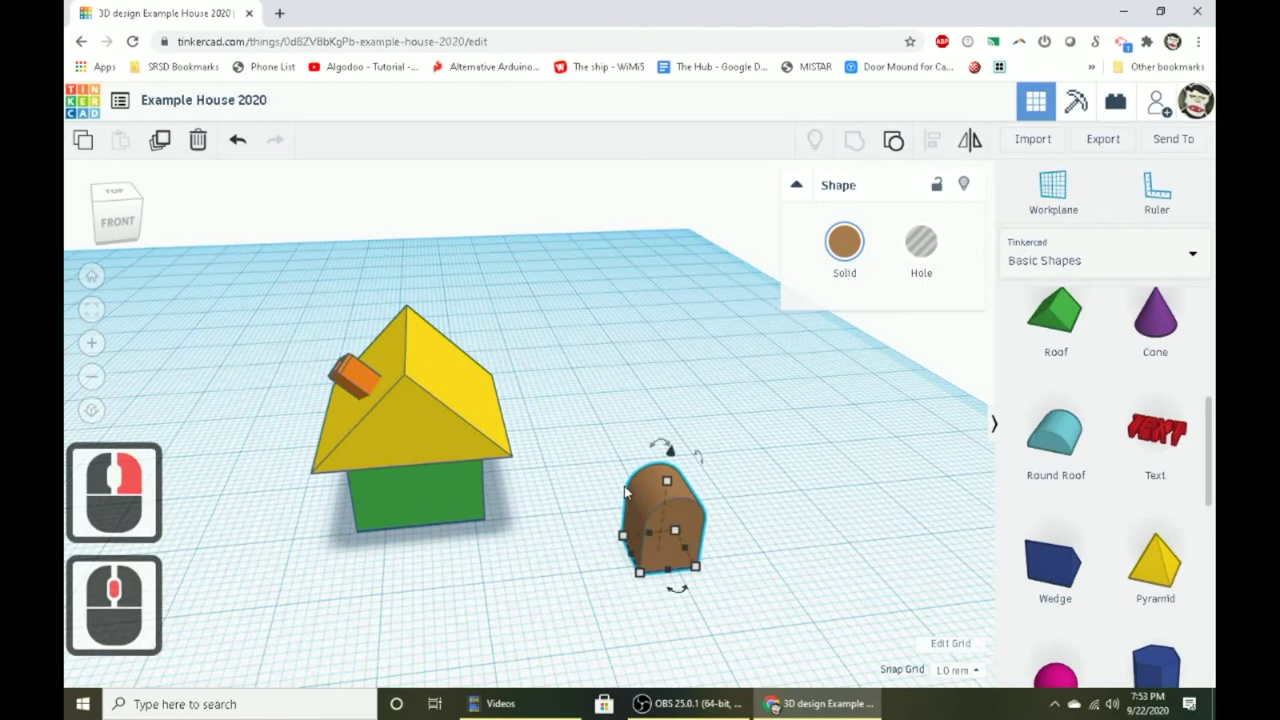 3D design Example House 2020 |
tinkercad.com/things/0dBZVBbKgPb-example-house-2020/edit
Apps SRSD Bookmarks Phone List Algodoo - Tutorial -... Alternative Arduino... The ship - WiMi5 The Hub - Google D... MISTAR Door Mound for Ca... » Other bookmarks
TIN
KER
CAD
Example House 2020
Import Export Send To
TOP
FRONT
Shape
Solid Hole
Workplane Ruler
Tinkercad
Basic Shapes
Roof Cone
Round Roof Text
TEXT
Wedge Pyramid
Edit Grid
Snap Grid 1.0 mm
Type here to search
Videos
OBS 25.0.1 (64-bit, ...
3D design Example ...
7:53 PM
9/22/2020